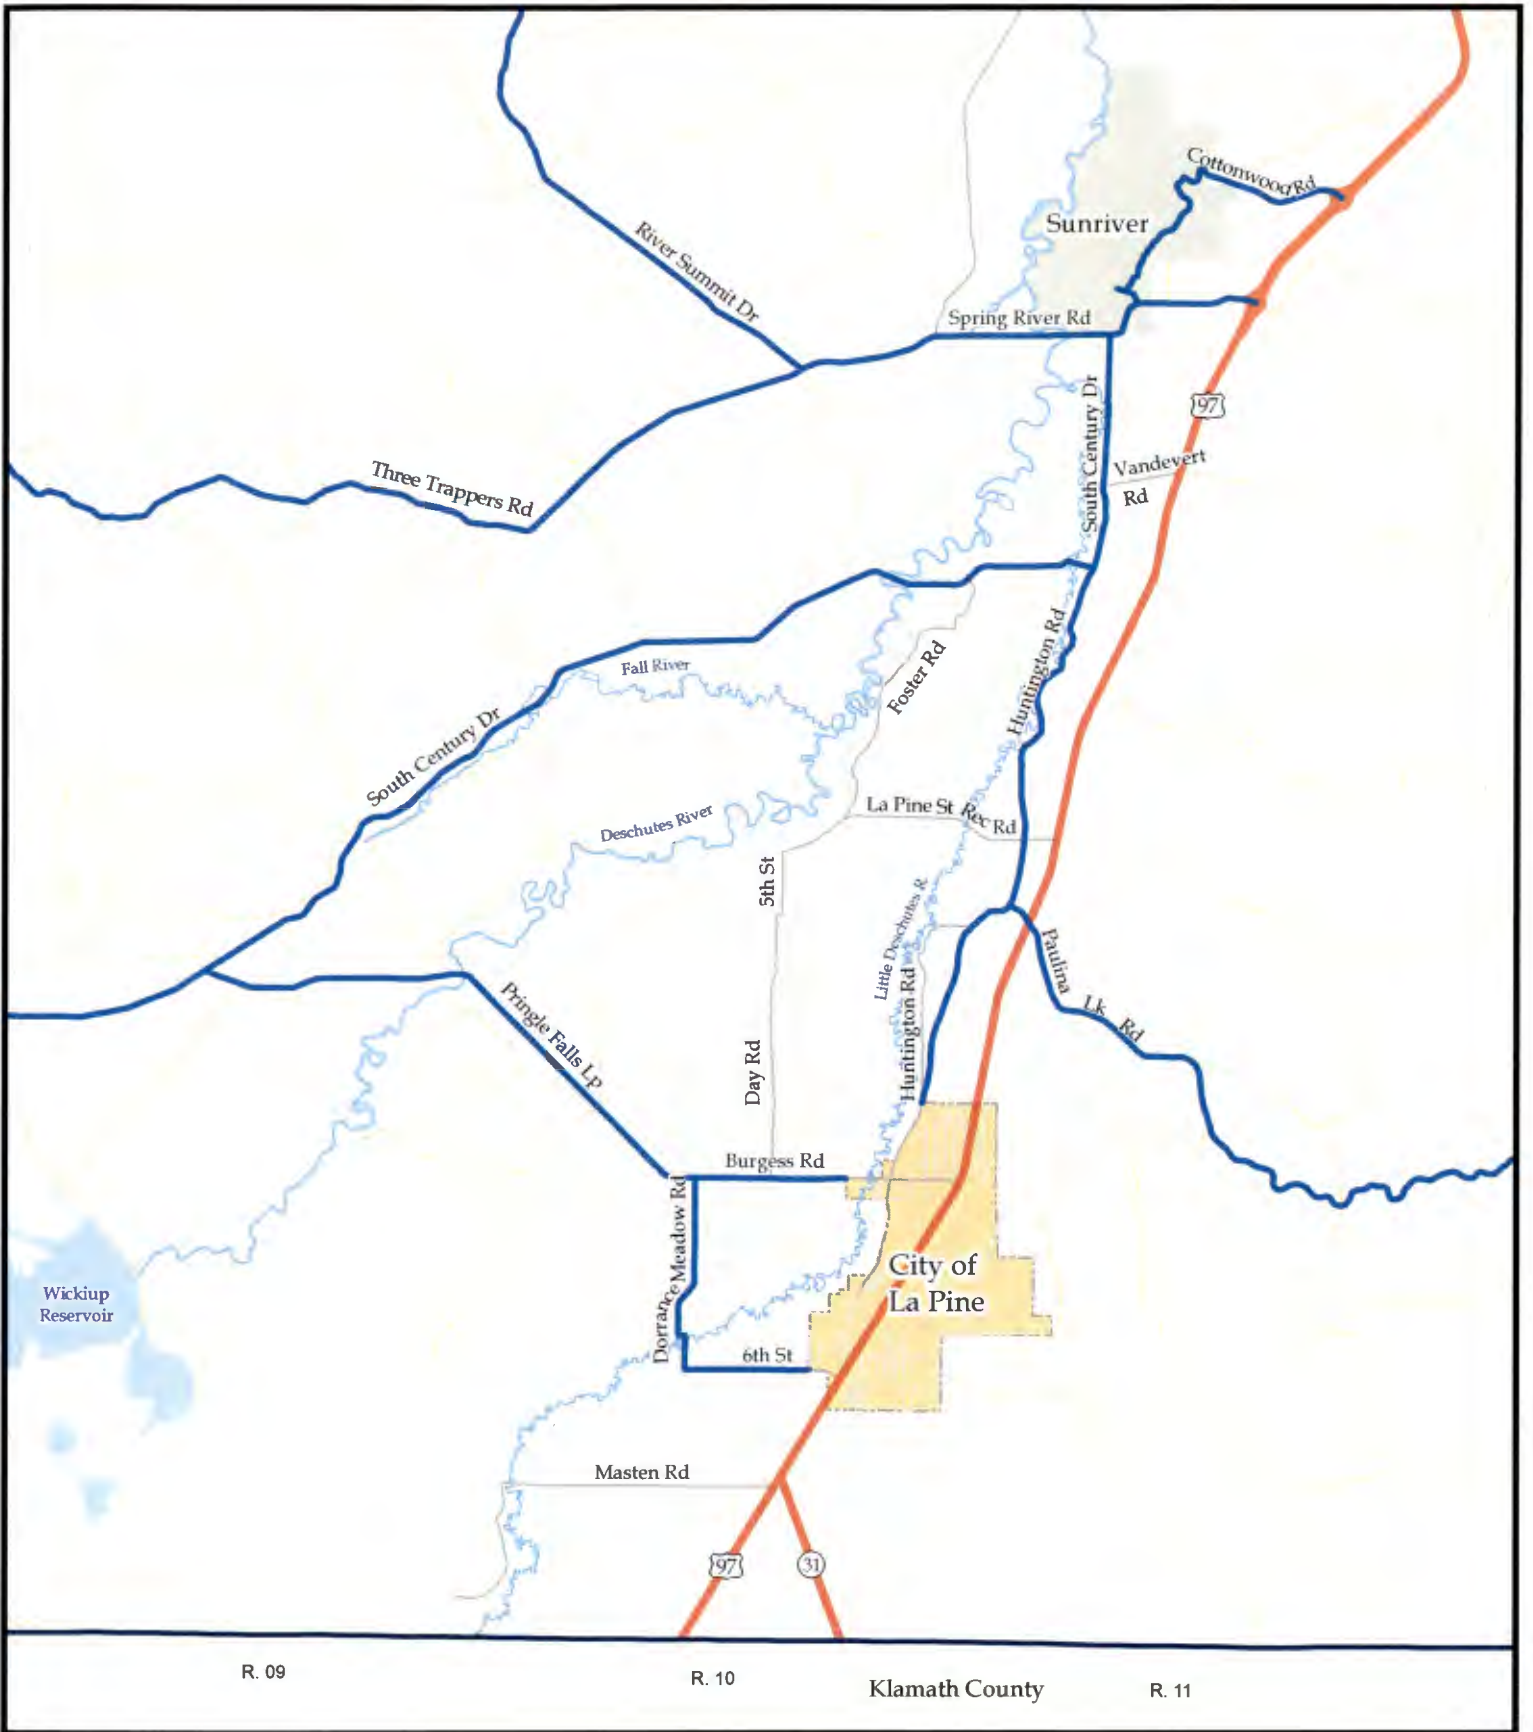 Cottonwood Rd
Sunriver
River Summit Dr
Spring River Rd
97
South Century Dr
Vandevert
Rd
Three Trappers Rd
Huntington Rd
Fall River
Foster Rd
South Century Dr
La Pine St Rec Rd
Deschutes River
5th St
Little Deschutes R
Paulina
Lk Rd
Huntington Rd
Pringle Falls Lp
Day Rd
Burgess Rd
Dorrance Meadow Rd
City of
La Pine
Wickiup
Reservoir
6th St
Masten Rd
97
31
R. 09
R. 10
Klamath County
R. 11